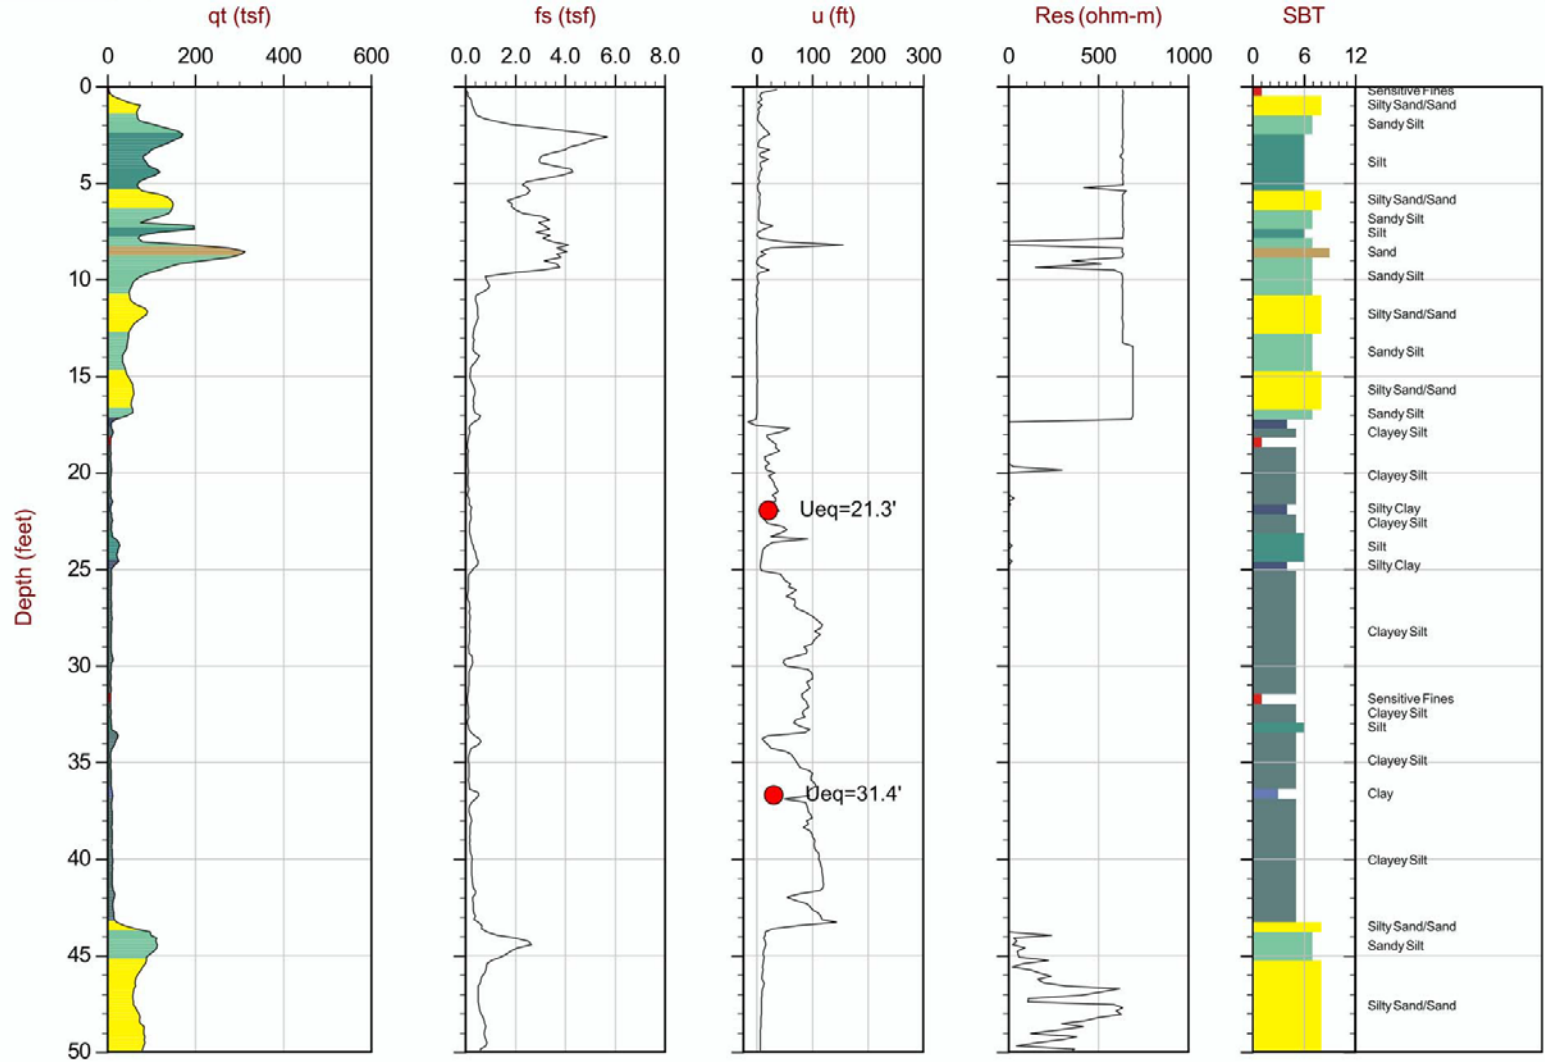 qt (tsf) fs (tsf) u (ft) Res (ohm-m) SBT
0 200 400 600 0.0 2.0 4.0 6.0 8.0 0 100 200 300 0 500 1000 0 6 12
0
Sensitive Fines
Silty Sand/Sand
Sandy Silt
Silt
5
Silty Sand/Sand
Sandy Silt
Silt
Sand
10 Sandy Silt
Silty Sand/Sand
Sandy Silt
15
Silty Sand/Sand
Sandy Silt
Clayey Silt
20 Clayey Silt
Ueq=21.3' Silty Clay
Clayey Silt
Silt
25 Silty Clay
Depth (feet)
Clayey Silt
30
Sensitive Fines
Clayey Silt
Silt
35 Clayey Silt
Ueq=31.4' Clay
40 Clayey Silt
Silty Sand/Sand
45 Sandy Silt
Silty Sand/Sand
50